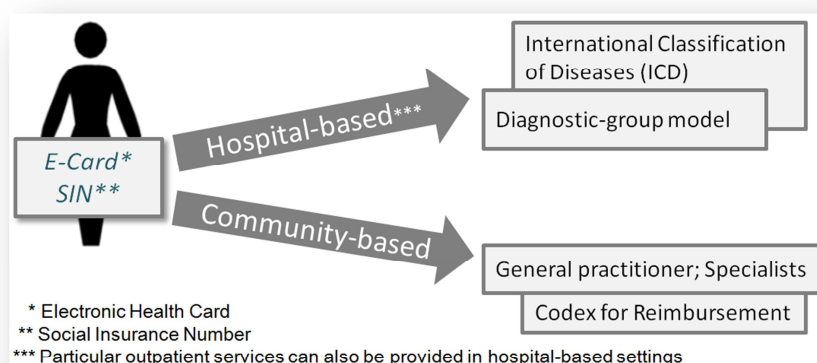 International Classification
of Diseases (ICD)
Diagnostic-group model
Hospital-based***
E-Card*
SIN**
Community-based
General practitioner; Specialists
Codex for Reimbursement
* Electronic Health Card
** Social Insurance Number
*** Particular outpatient services can also be provided in hospital-based settings